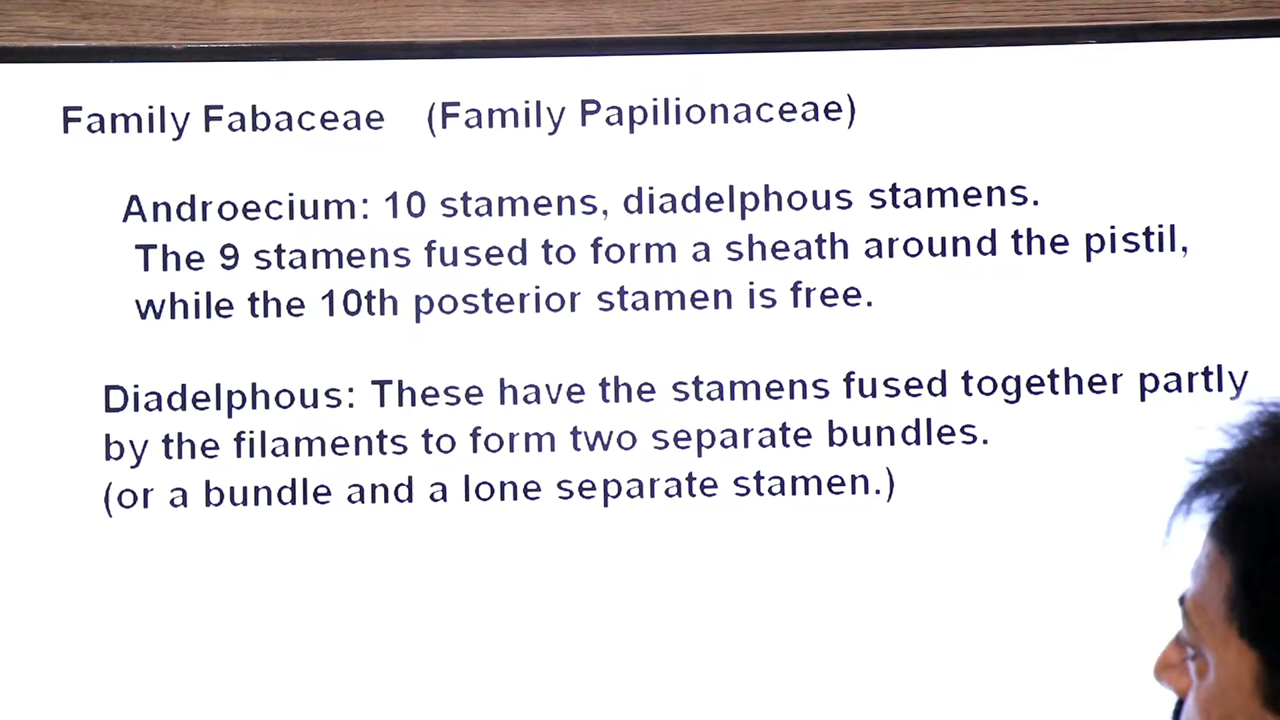 Family Fabaceae (Family Papilionaceae)
Androecium: 10 stamens, diadelphous stamens.
The 9 stamens fused to form a sheath around the pistil,
while the 10th posterior stamen is free.
Diadelphous: These have the stamens fused together partly
by the filaments to form two separate bundles.
(or a bundle and a lone separate stamen.)